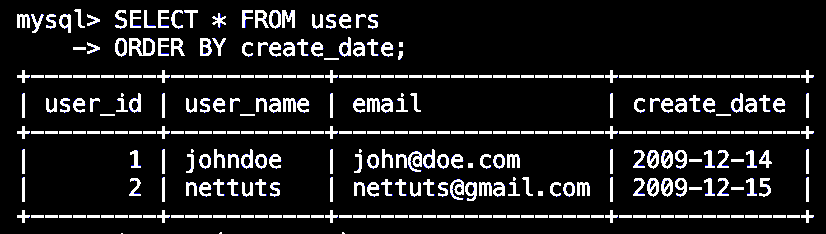 mysql> SELECT * FROM users
    -> ORDER BY create_date;
+---------+-----------+-------------------+-------------+
| user_id | user_name | email             | create_date |
+---------+-----------+-------------------+-------------+
|       1 | johndoe   | john@doe.com      | 2009-12-14  |
|       2 | nettuts   | nettuts@gmail.com | 2009-12-15  |
+---------+-----------+-------------------+-------------+